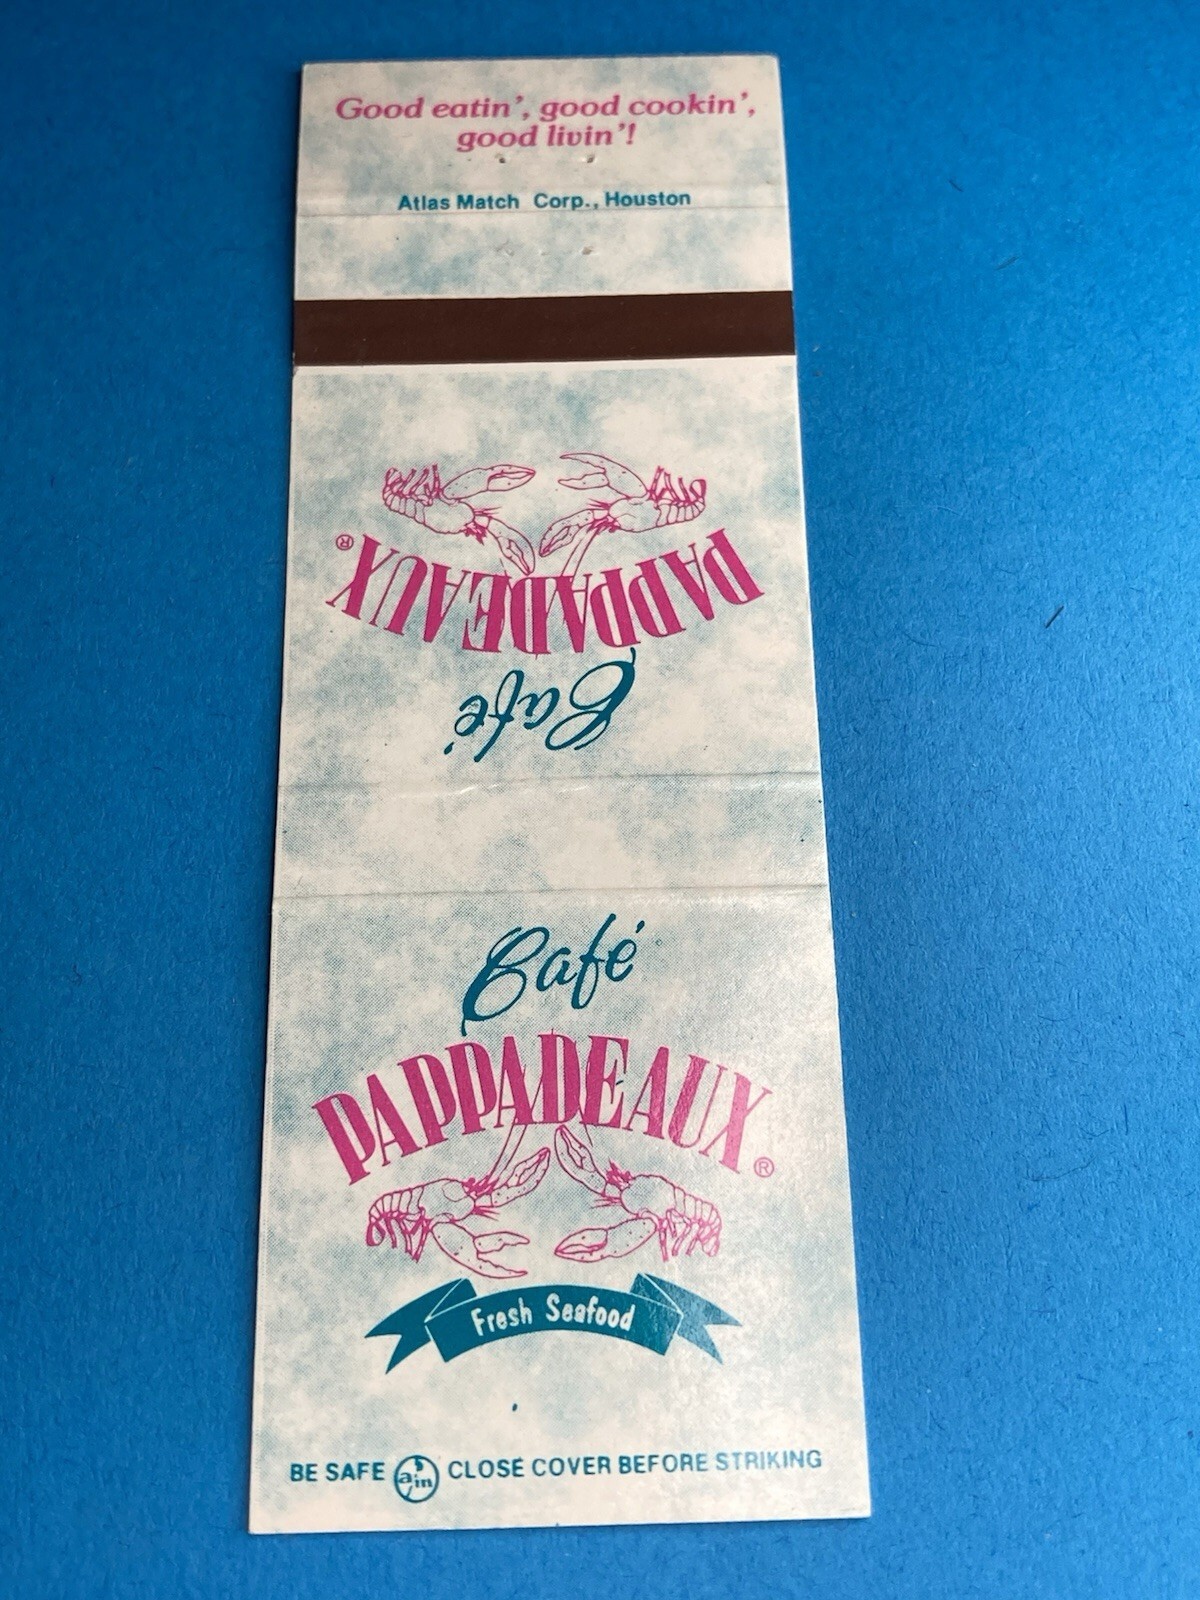 Good eatin', good cookin',
good livin'!
Atlas Match Corp., Houston
PAPPADEAUX®
Café
Café
PAPPADEAUX®
Fresh Seafood
BE SAFE CLOSE COVER BEFORE STRIKING